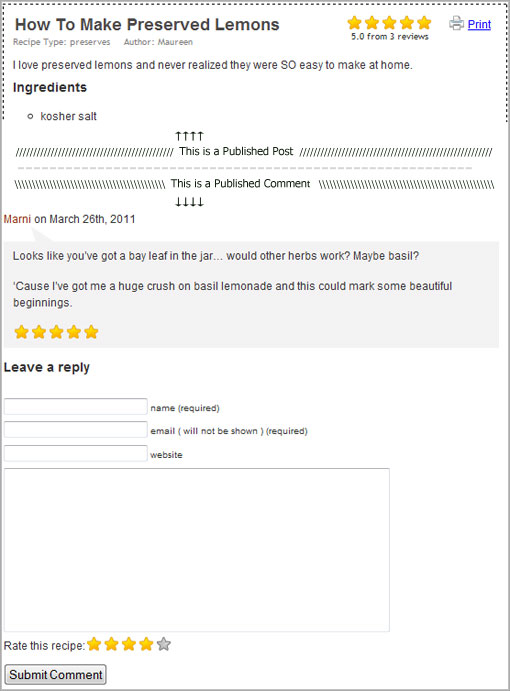 How To Make Preserved Lemons
Print
5.0 from 3 reviews
Recipe Type: preserves Author: Maureen
I love preserved lemons and never realized they were SO easy to make at home.
Ingredients
kosher salt
↑↑↑↑
///////////////////////////////////////////// This is a Published Post ///////////////////////////////////////////////////////
\\\\\\\\\\\\\\\\\\\\\\\\\\\\\\\\\\\\\\\\\\\ This is a Published Comment \\\\\\\\\\\\\\\\\\\\\\\\\\\\\\\\\\\\\\\\\\\\\\\\\\
↓↓↓↓
Marni on March 26th, 2011
Looks like you've got a bay leaf in the jar… would other herbs work? Maybe basil?
‘Cause I've got me a huge crush on basil lemonade and this could mark some beautiful
beginnings.
Leave a reply
name (required)
email ( will not be shown ) (required)
website
Rate this recipe:
Submit Comment